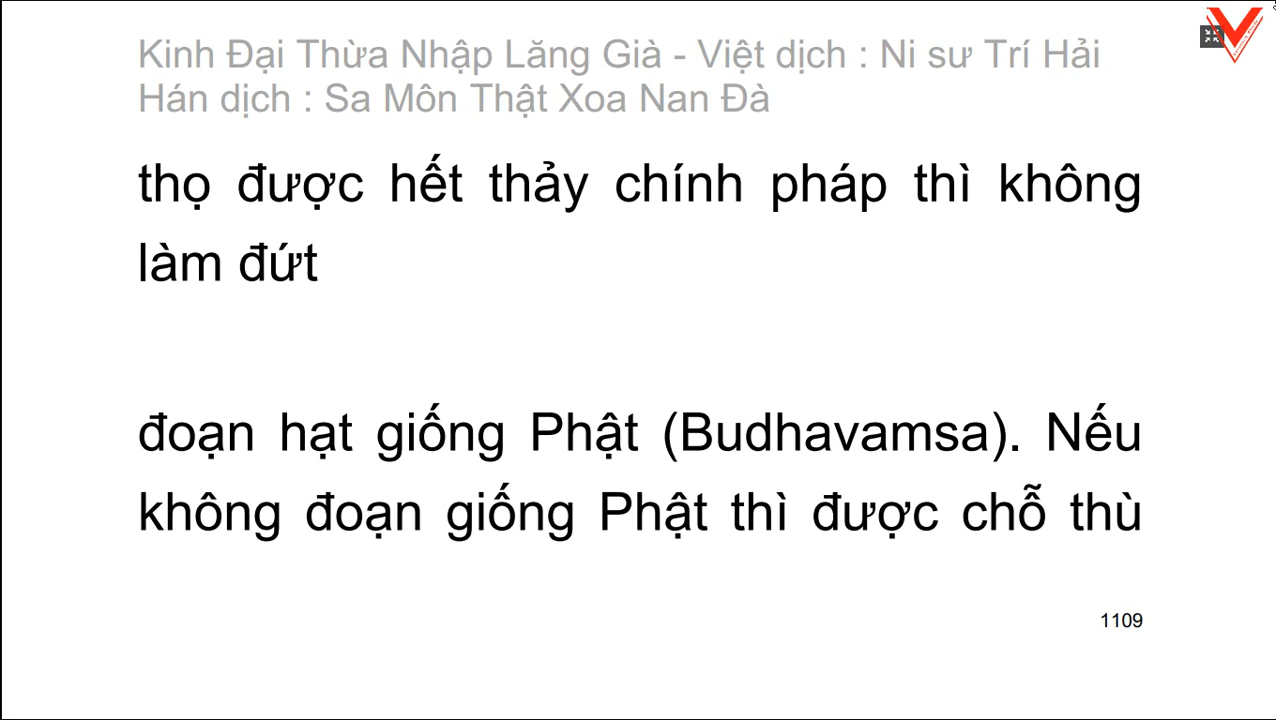 Kinh Đại Thừa Nhập Lăng Già - Việt dịch : Ni sư Trí Hải
Hán dịch : Sa Môn Thật Xoa Nan Đà
thọ được hết thảy chính pháp thì không
làm đứt
đoạn hạt giống Phật (Budhavamsa). Nếu
không đoạn giống Phật thì được chỗ thù
1109